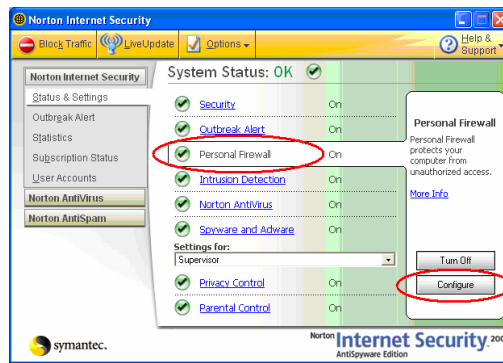 Norton Internet Security
Block Traffic
LiveUpdate
Options
Help &
Support
Norton Internet Security
Status & Settings
Outbreak Alert
Statistics
Subscription Status
User Accounts
Norton AntiVirus
Norton AntiSpam
System Status: OK
Security On
Outbreak Alert On
Personal Firewall On
Intrusion Detection On
Norton AntiVirus On
Spyware and Adware On
Settings for:
Supervisor
Privacy Control On
Parental Control On
Personal Firewall
Personal Firewall
protects your
computer from
unauthorized access.
More Info
Turn Off
Configure
symantec.
Norton Internet Security
AntiSpyware Edition